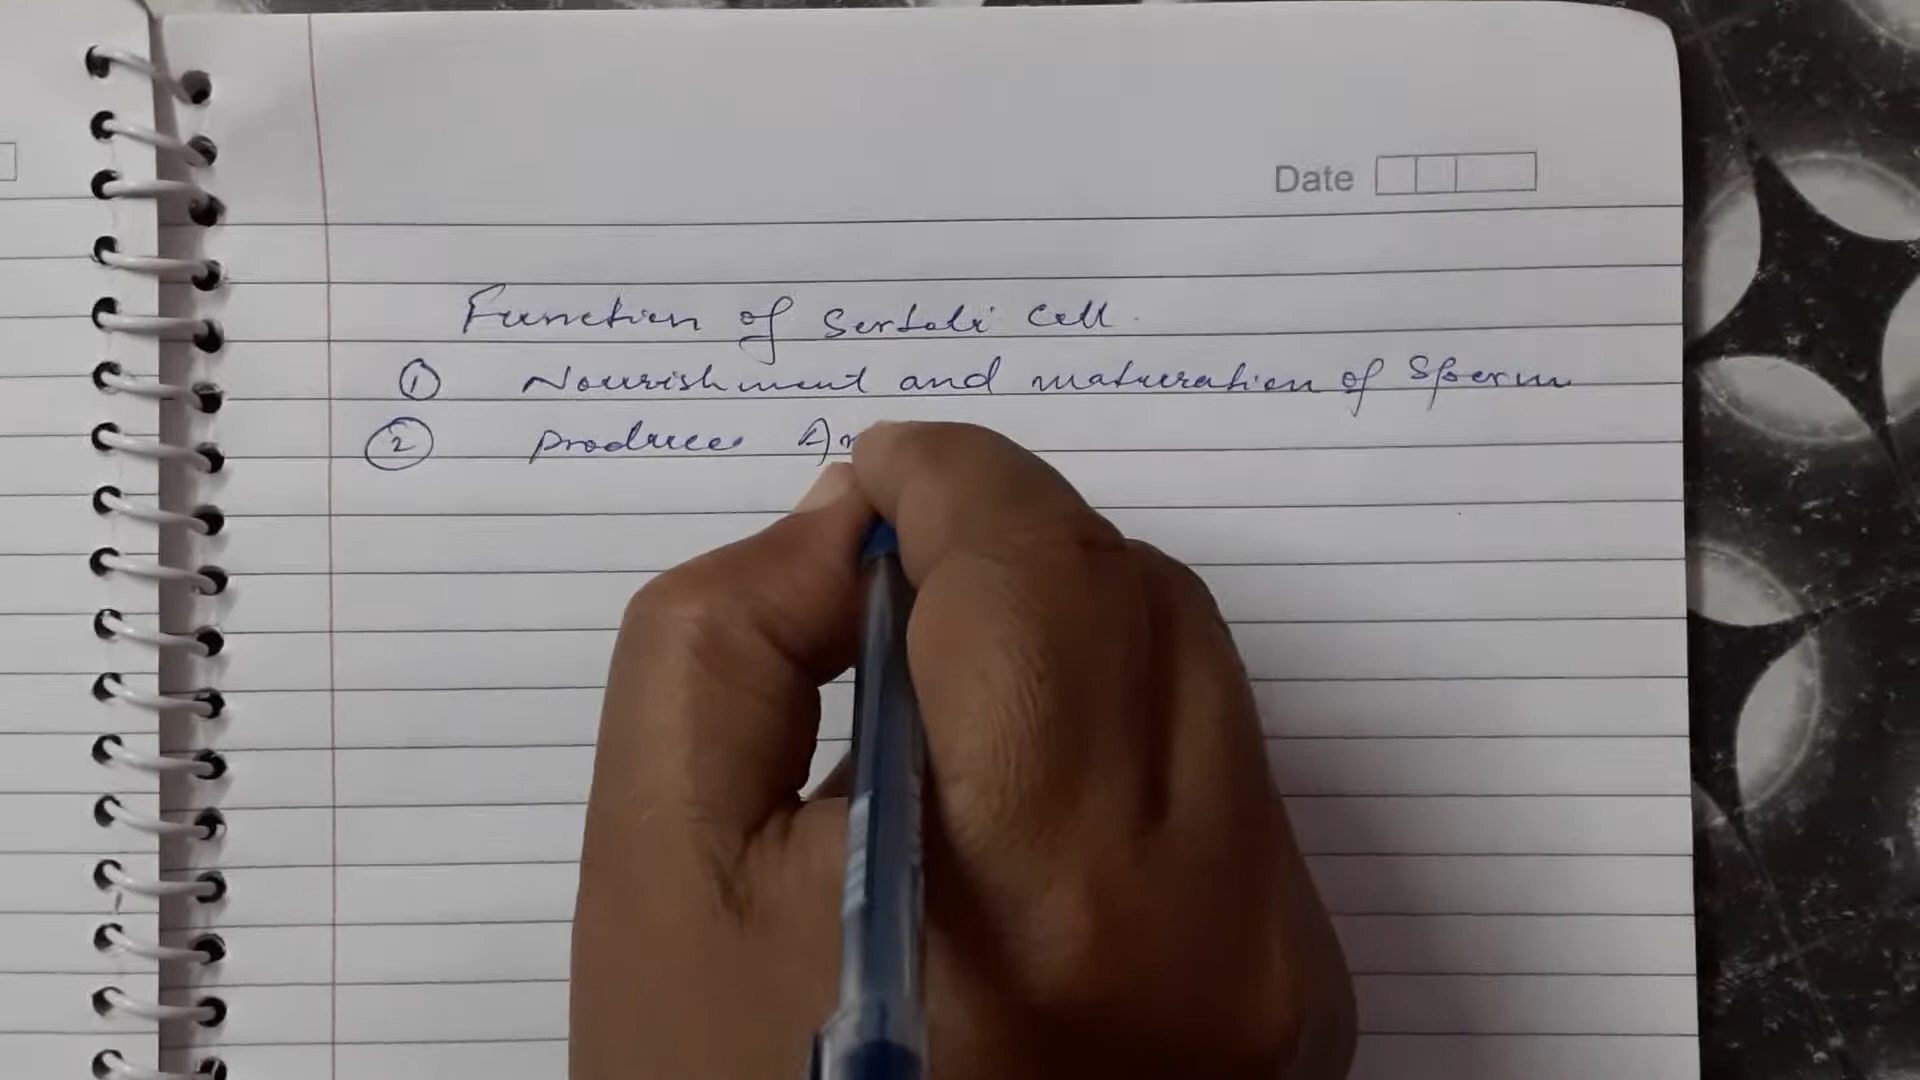 Date
Function of Sertoli Cell.
① Nourishment and maturation of Sperm
② Produces